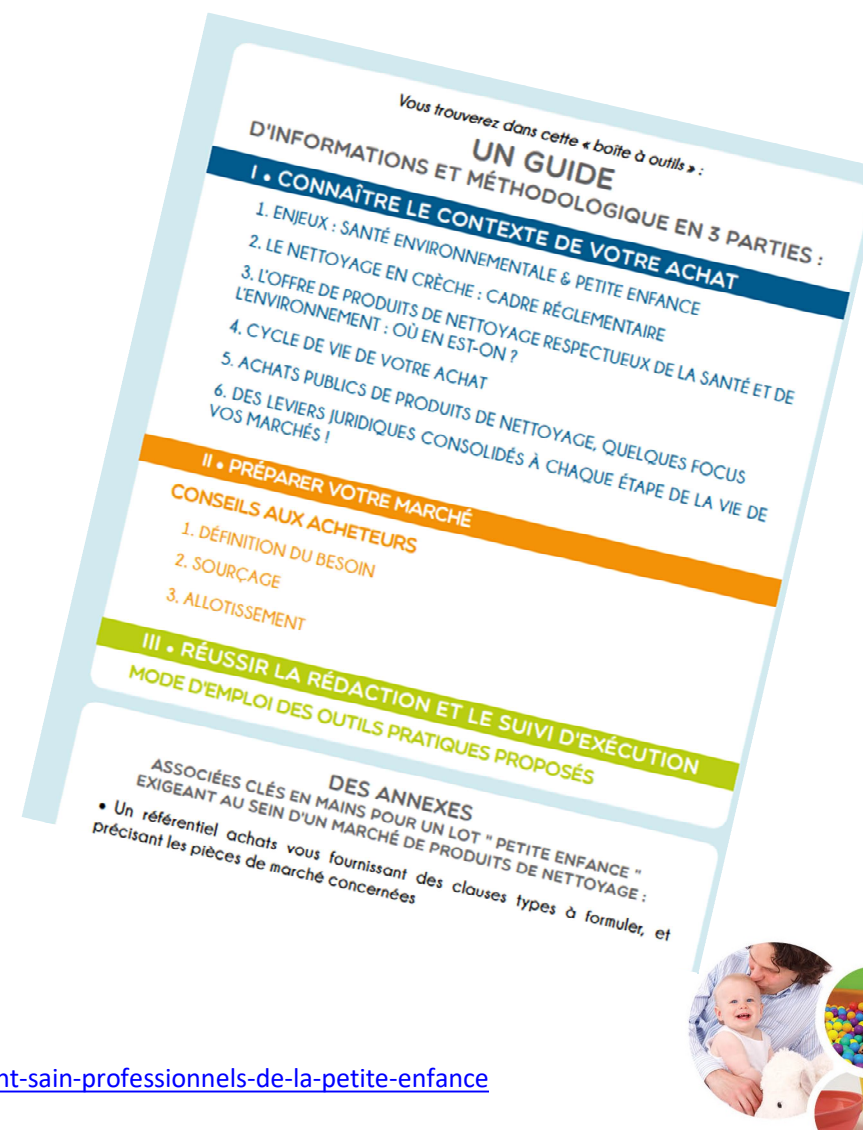 Vous trouverez dans cette « boîte à outils » :
UN GUIDE
D'INFORMATIONS ET MÉTHODOLOGIQUE EN 3 PARTIES :
I • CONNAÎTRE LE CONTEXTE DE VOTRE ACHAT
1. ENJEUX : SANTÉ ENVIRONNEMENTALE & PETITE ENFANCE
2. LE NETTOYAGE EN CRÈCHE : CADRE RÉGLEMENTAIRE
3. L'OFFRE DE PRODUITS DE NETTOYAGE RESPECTUEUX DE LA SANTÉ ET DE
L'ENVIRONNEMENT : OÙ EN EST-ON ?
4. CYCLE DE VIE DE VOTRE ACHAT
5. ACHATS PUBLICS DE PRODUITS DE NETTOYAGE, QUELQUES FOCUS
6. DES LEVIERS JURIDIQUES CONSOLIDÉS À CHAQUE ÉTAPE DE LA VIE DE
VOS MARCHÉS !
II • PRÉPARER VOTRE MARCHÉ
CONSEILS AUX ACHETEURS
1. DÉFINITION DU BESOIN
2. SOURÇAGE
3. ALLOTISSEMENT
III • RÉUSSIR LA RÉDACTION ET LE SUIVI D'EXÉCUTION
MODE D'EMPLOI DES OUTILS PRATIQUES PROPOSÉS
DES ANNEXES
ASSOCIÉES CLÉS EN MAINS POUR UN LOT " PETITE ENFANCE "
EXIGEANT AU SEIN D'UN MARCHÉ DE PRODUITS DE NETTOYAGE :
• Un référentiel achats vous fournissant des clauses types à formuler, et
précisant les pièces de marché concernées
nt-sain-professionnels-de-la-petite-enfance